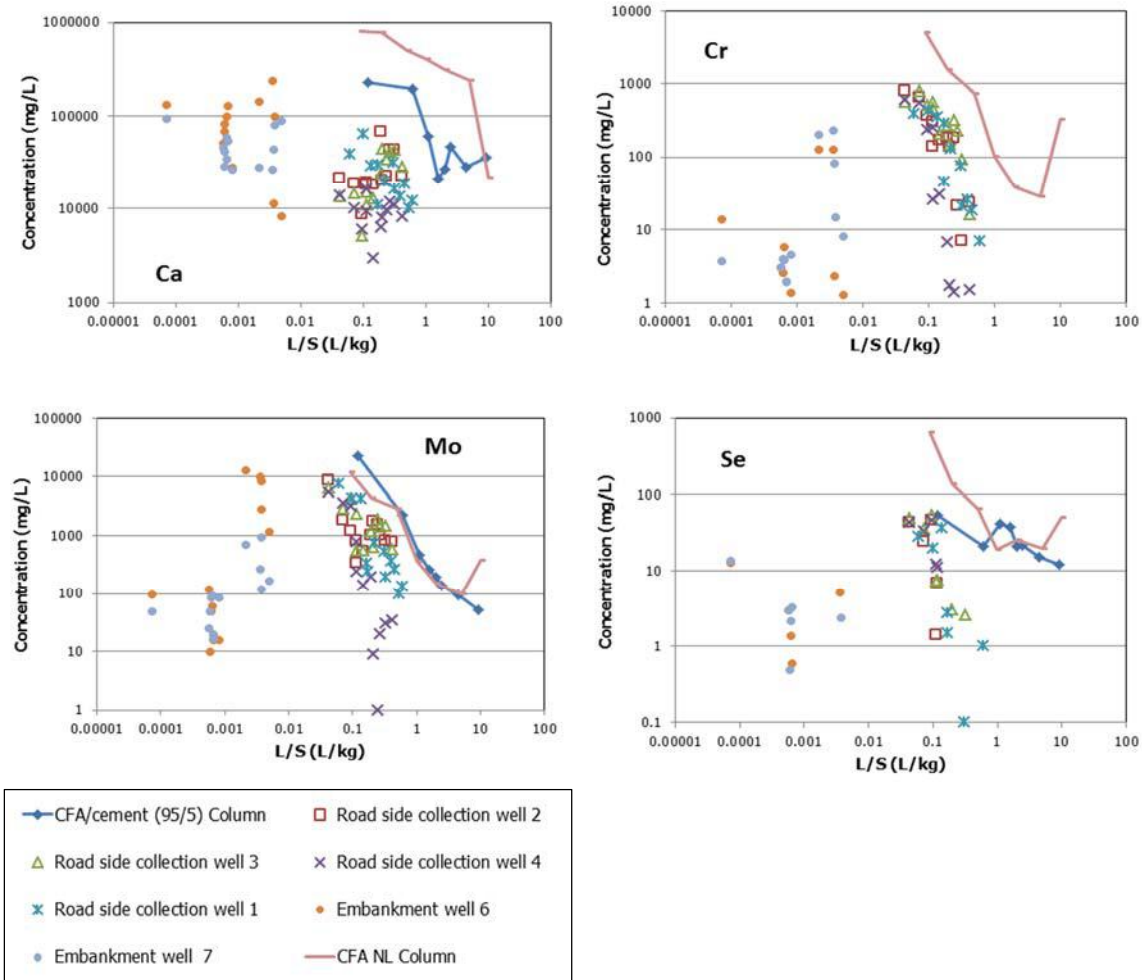 Concentration (mg/L)
1000000
100000
10000
1000
Ca
0.00001 0.0001 0.001 0.01 0.1 1 10 100
L/S (L/kg)
Concentration (mg/L)
10000
1000
100
10
1
Cr
0.00001 0.0001 0.001 0.01 0.1 1 10 100
L/S (L/kg)
Concentration (mg/L)
100000
10000
1000
100
10
1
Mo
0.00001 0.0001 0.001 0.01 0.1 1 10 100
L/S (L/kg)
Concentration (mg/L)
1000
100
10
1
0.1
Se
0.00001 0.0001 0.001 0.01 0.1 1 10 100
L/S (L/kg)
CFA/cement (95/5) Column
Road side collection well 2
Road side collection well 3
Road side collection well 4
Road side collection well 1
Embankment well 6
Embankment well 7
CFA NL Column